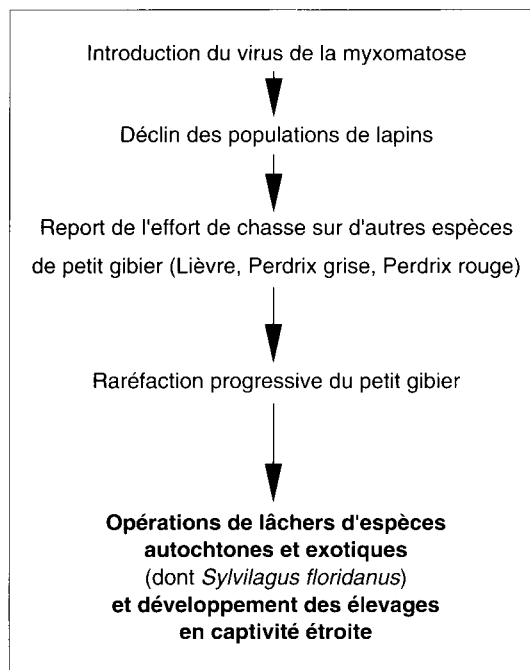 Introduction du virus de la myxomatose
Déclin des populations de lapins
Report de l'effort de chasse sur d'autres espèces
de petit gibier (Lièvre, Perdrix grise, Perdrix rouge)
Raréfaction progressive du petit gibier
Opérations de lâchers d'espèces
autochtones et exotiques
(dont Sylvilagus floridanus)
et développement des élevages
en captivité étroite